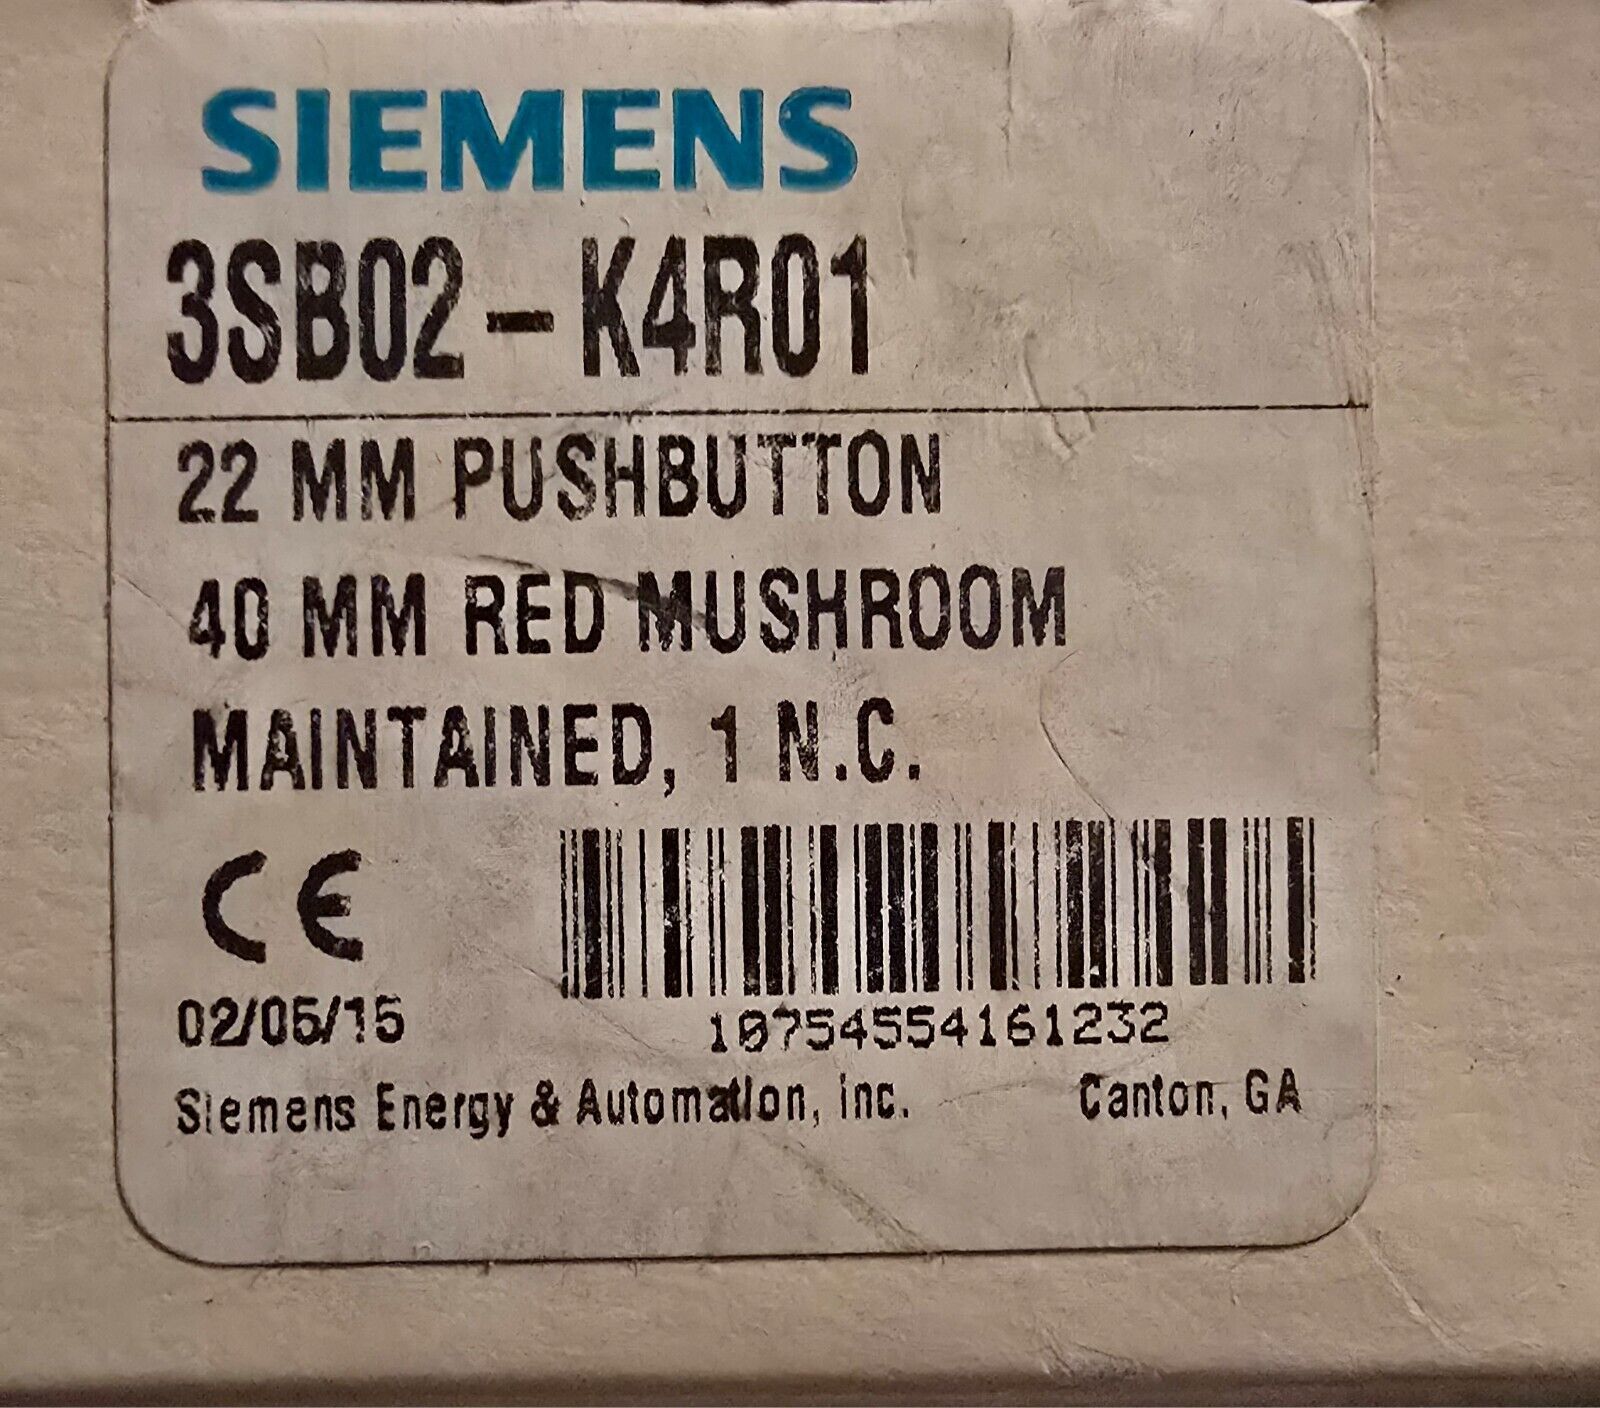 SIEMENS
3SB02-K4R01
22 MM PUSHBUTTON
40 MM RED MUSHROOM
MAINTAINED, 1 N.C.
CE
02/05/15
10754554161232
Siemens Energy & Automation, Inc. Canton, GA